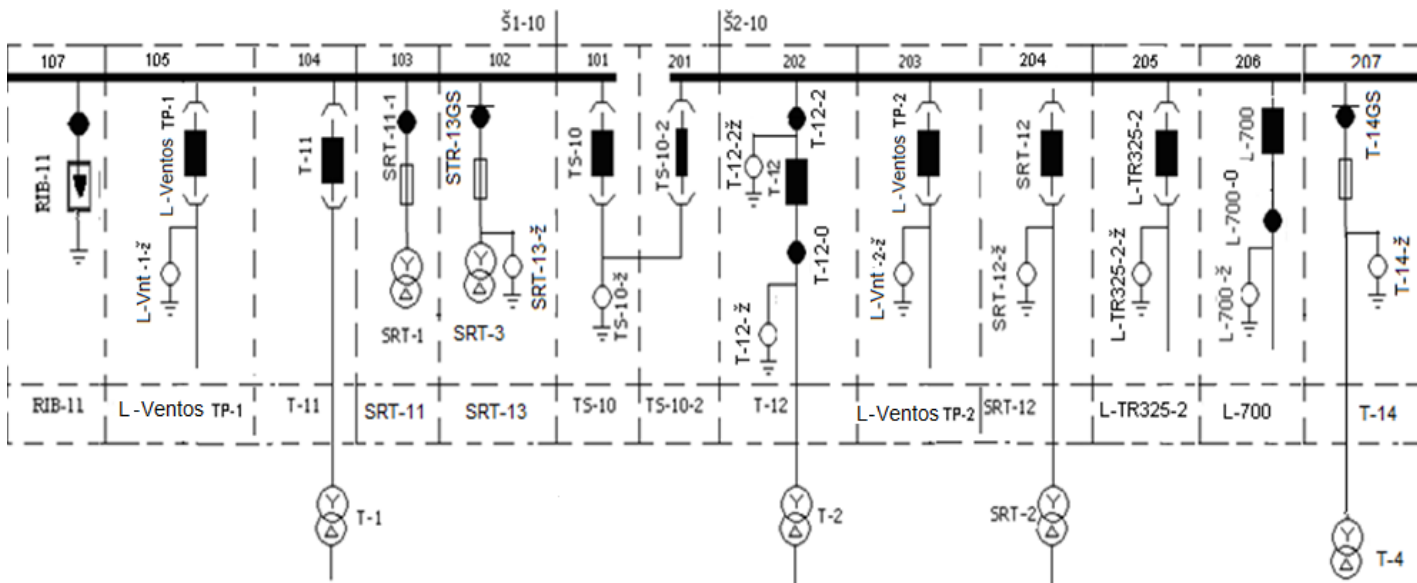 Š1-10
Š2-10
107
105
104
103
102
101
201
202
203
204
205
206
207
RIB-11
L-Ventos TP-1
L-Vnt -1-ž
T-11
SRT-11-1
STR-13GS
SRT-13-ž
TS-10
TS-10-ž
TS-10-2
T-12-2
T-12-2ž
T-12
T-12-0
T-12-ž
L-Ventos TP-2
L-Vnt -2-ž
SRT-12
SRT-12-ž
L-TR325-2
L-TR325-2-ž
L-700
L-700-0
L-700-ž
T-14GS
T-14-ž
SRT-1
SRT-3
RIB-11
L -Ventos TP-1
T-11
SRT-11
SRT-13
TS-10
TS-10-2
T-12
L-Ventos TP-2
SRT-12
L-TR325-2
L-700
T-14
T-1
T-2
SRT-2
T-4